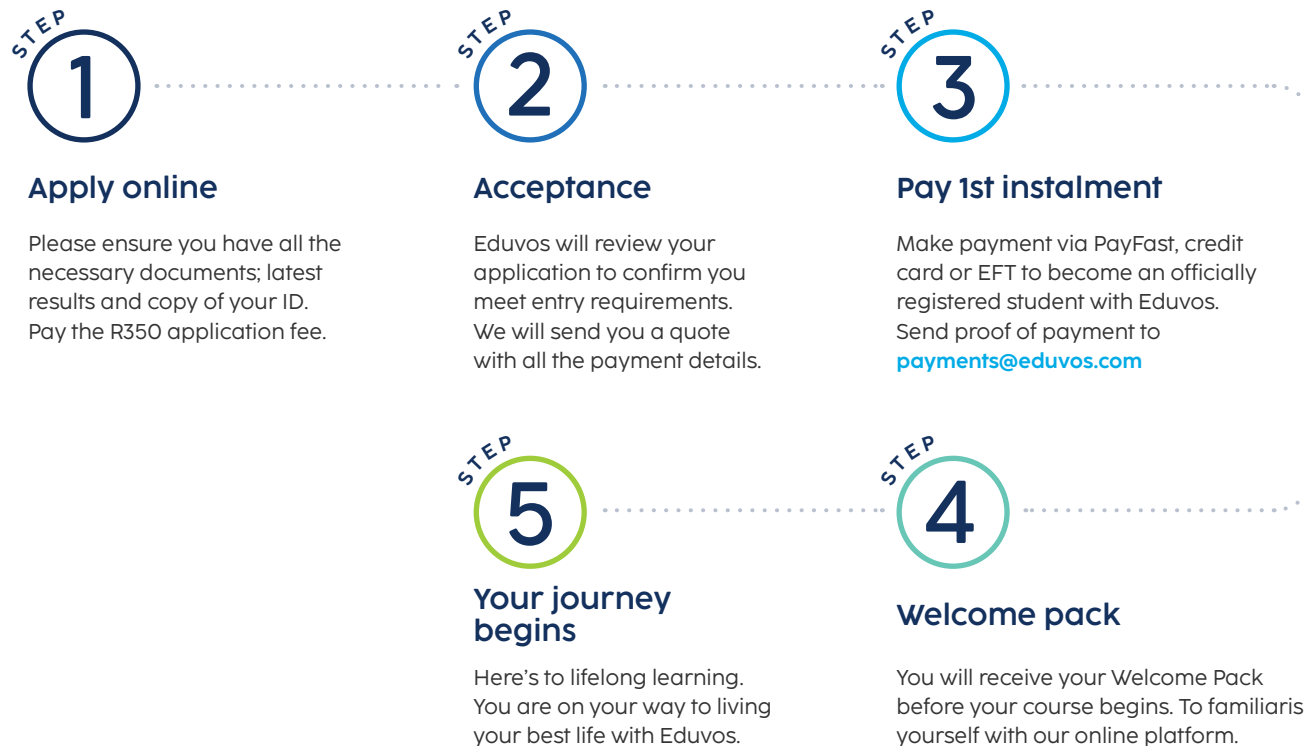 STEP
1
Apply online
Please ensure you have all the
necessary documents; latest
results and copy of your ID.
Pay the R350 application fee.
STEP
2
Acceptance
Eduvos will review your
application to confirm you
meet entry requirements.
We will send you a quote
with all the payment details.
STEP
3
Pay 1st instalment
Make payment via PayFast, credit
card or EFT to become an officially
registered student with Eduvos.
Send proof of payment to
payments@eduvos.com
STEP
4
Welcome pack
You will receive your Welcome Pack
before your course begins. To familiaris
yourself with our online platform.
STEP
5
Your journey
begins
Here's to lifelong learning.
You are on your way to living
your best life with Eduvos.